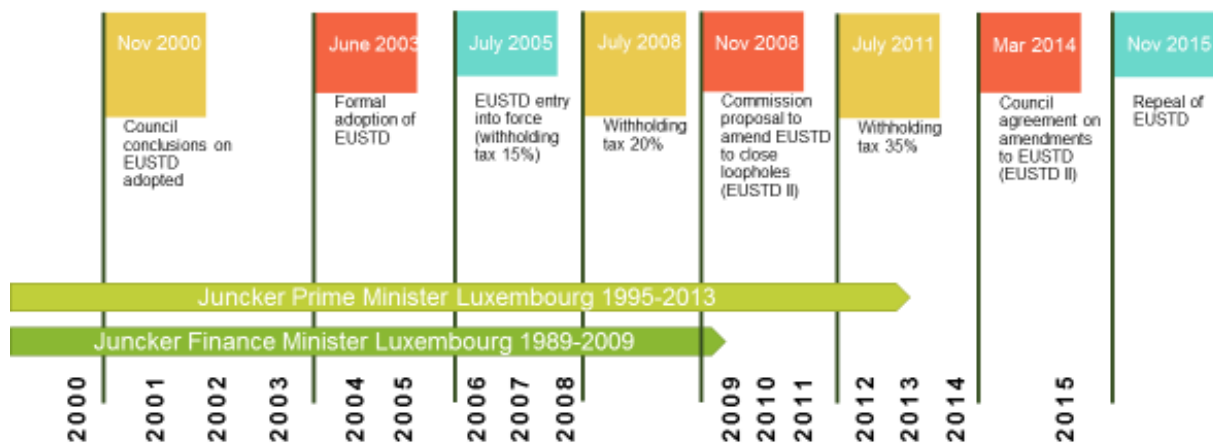 Nov 2000
Council
conclusions on
EUSTD
adopted
June 2003
Formal
adoption of
EUSTD
July 2005
EUSTD entry
into force
(withholding
tax 15%)
July 2008
Withholding
tax 20%
Nov 2008
Commission
proposal to
amend EUSTD
to close
loopholes
(EUSTD II)
July 2011
Withholding
tax 35%
Mar 2014
Council
agreement on
amendments
to EUSTD
(EUSTD II)
Nov 2015
Repeal of
EUSTD
Juncker Prime Minister Luxembourg 1995-2013
Juncker Finance Minister Luxembourg 1989-2009
2000
2001
2002
2003
2004
2005
2006
2007
2008
2009
2010
2011
2012
2013
2014
2015